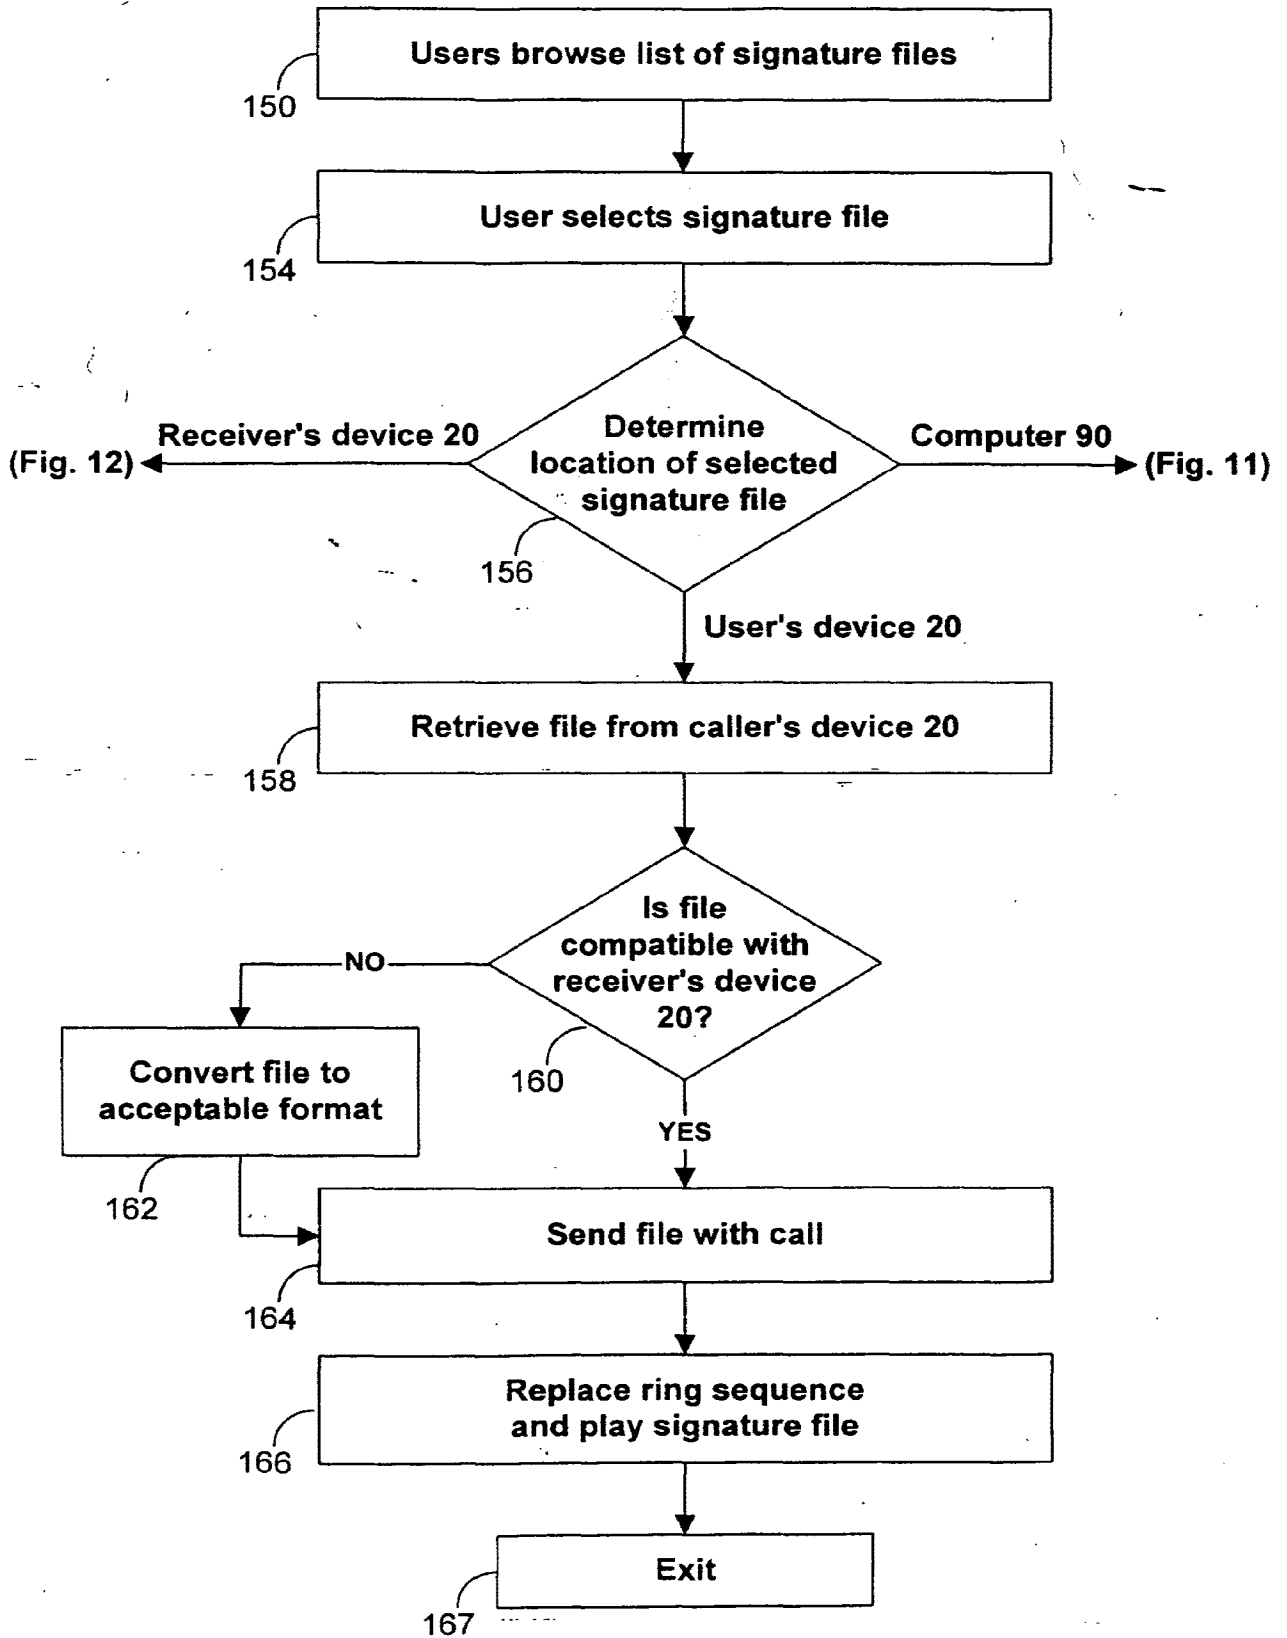 Users browse list of signature files
150
User selects signature file
154
Receiver's device 20
(Fig. 12)
Determine
location of selected
signature file
Computer 90
(Fig. 11)
156
User's device 20
Retrieve file from caller's device 20
158
Is file
compatible with
receiver's device
20?
NO
160
Convert file to
acceptable format
YES
162
Send file with call
164
Replace ring sequence
and play signature file
166
Exit
167